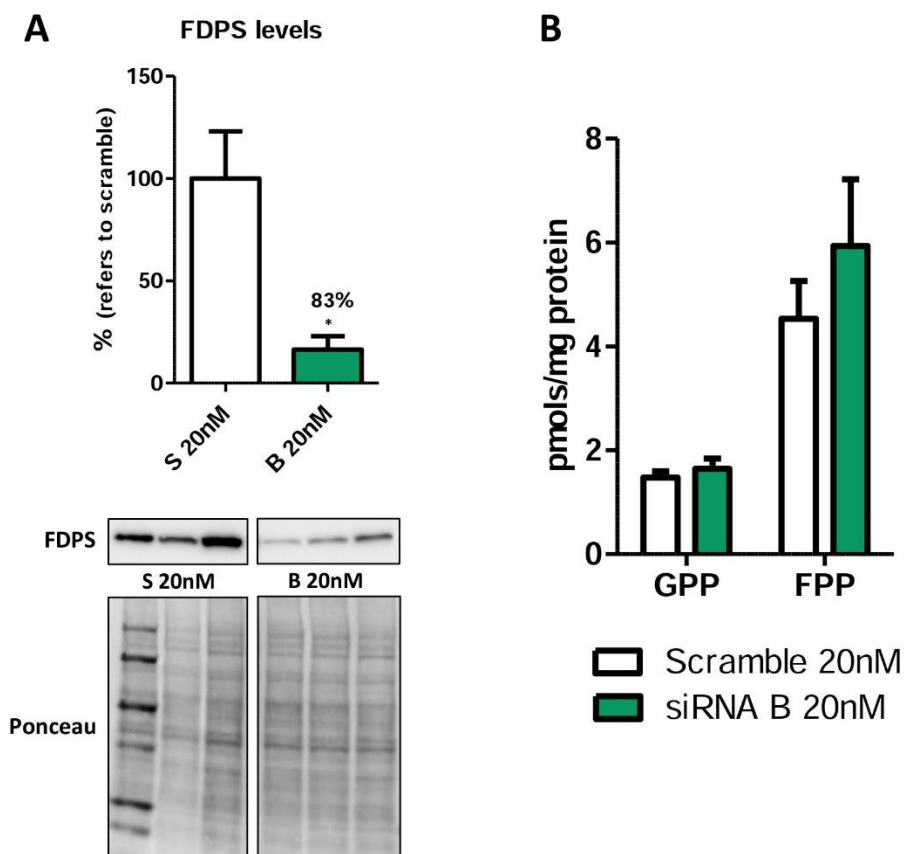 A
FDPS levels
% (refers to scramble)
150
100
50
0
83%
*
S 20nM
B 20nM
FDPS
S 20nM
B 20nM
Ponceau
B
pmols/mg protein
8
6
4
2
0
GPP
FPP
Scramble 20nM
siRNA B 20nM